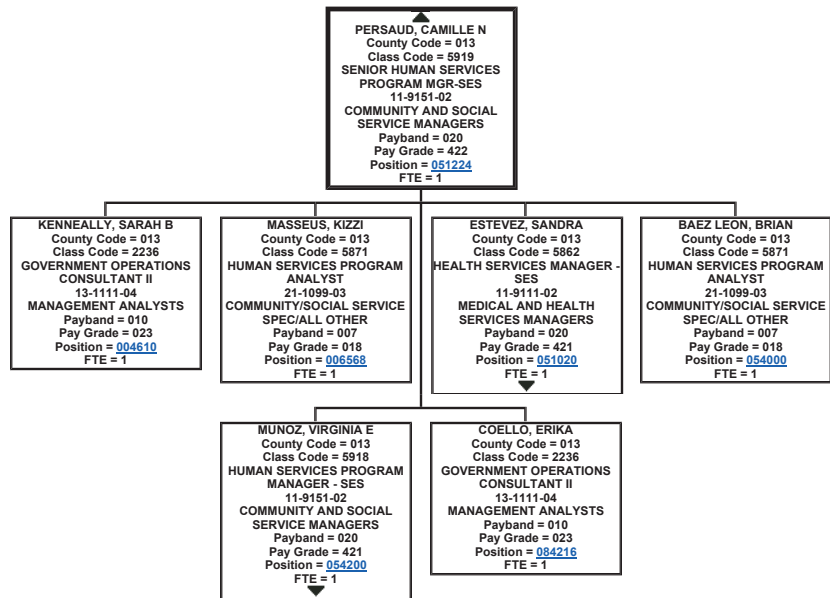 PERSAUD, CAMILLE N
County Code = 013
Class Code = 5919
SENIOR HUMAN SERVICES
PROGRAM MGR-SES
11-9151-02
COMMUNITY AND SOCIAL
SERVICE MANAGERS
Payband = 020
Pay Grade = 422
Position = 051224
FTE = 1
KENNEALLY, SARAH B
County Code = 013
Class Code = 2236
GOVERNMENT OPERATIONS
CONSULTANT II
13-1111-04
MANAGEMENT ANALYSTS
Payband = 010
Pay Grade = 023
Position = 004610
FTE = 1
MASSEUS, KIZZI
County Code = 013
Class Code = 5871
HUMAN SERVICES PROGRAM
ANALYST
21-1099-03
COMMUNITY/SOCIAL SERVICE
SPEC/ALL OTHER
Payband = 007
Pay Grade = 018
Position = 006568
FTE = 1
ESTEVEZ, SANDRA
County Code = 013
Class Code = 5862
HEALTH SERVICES MANAGER -
SES
11-9111-02
MEDICAL AND HEALTH
SERVICES MANAGERS
Payband = 020
Pay Grade = 421
Position = 051020
FTE = 1
BAEZ LEON, BRIAN
County Code = 013
Class Code = 5871
HUMAN SERVICES PROGRAM
ANALYST
21-1099-03
COMMUNITY/SOCIAL SERVICE
SPEC/ALL OTHER
Payband = 007
Pay Grade = 018
Position = 054000
FTE = 1
MUNOZ, VIRGINIA E
County Code = 013
Class Code = 5918
HUMAN SERVICES PROGRAM
MANAGER - SES
11-9151-02
COMMUNITY AND SOCIAL
SERVICE MANAGERS
Payband = 020
Pay Grade = 421
Position = 054200
FTE = 1
COELLO, ERIKA
County Code = 013
Class Code = 2236
GOVERNMENT OPERATIONS
CONSULTANT II
13-1111-04
MANAGEMENT ANALYSTS
Payband = 010
Pay Grade = 023
Position = 084216
FTE = 1